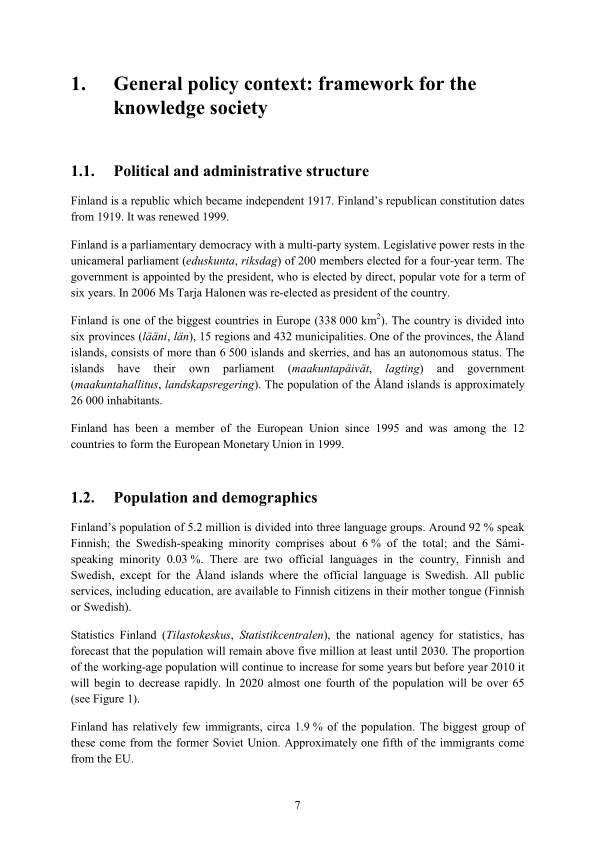 1. General policy context: framework for the
knowledge society
1.1. Political and administrative structure
Finland is a republic which became independent 1917. Finland's republican constitution dates
from 1919. It was renewed 1999.
Finland is a parliamentary democracy with a multi-party system. Legislative power rests in the
unicameral parliament (eduskunta, riksdag) of 200 members elected for a four-year term. The
government is appointed by the president, who is elected by direct, popular vote for a term of
six years. In 2006 Ms Tarja Halonen was re-elected as president of the country.
Finland is one of the biggest countries in Europe (338 000 km²). The country is divided into
six provinces (lääni, län), 15 regions and 432 municipalities. One of the provinces, the Åland
islands, consists of more than 6 500 islands and skerries, and has an autonomous status. The
islands have their own parliament (maakuntapäivät, lagting) and government
(maakuntahallitus, landskapsregering). The population of the Åland islands is approximately
26 000 inhabitants.
Finland has been a member of the European Union since 1995 and was among the 12
countries to form the European Monetary Union in 1999.
1.2. Population and demographics
Finland's population of 5.2 million is divided into three language groups. Around 92 % speak
Finnish; the Swedish-speaking minority comprises about 6 % of the total; and the Sámi-
speaking minority 0.03 %. There are two official languages in the country, Finnish and
Swedish, except for the Åland islands where the official language is Swedish. All public
services, including education, are available to Finnish citizens in their mother tongue (Finnish
or Swedish).
Statistics Finland (Tilastokeskus, Statistikcentralen), the national agency for statistics, has
forecast that the population will remain above five million at least until 2030. The proportion
of the working-age population will continue to increase for some years but before year 2010 it
will begin to decrease rapidly. In 2020 almost one fourth of the population will be over 65
(see Figure 1).
Finland has relatively few immigrants, circa 1.9 % of the population. The biggest group of
these come from the former Soviet Union. Approximately one fifth of the immigrants come
from the EU.
7